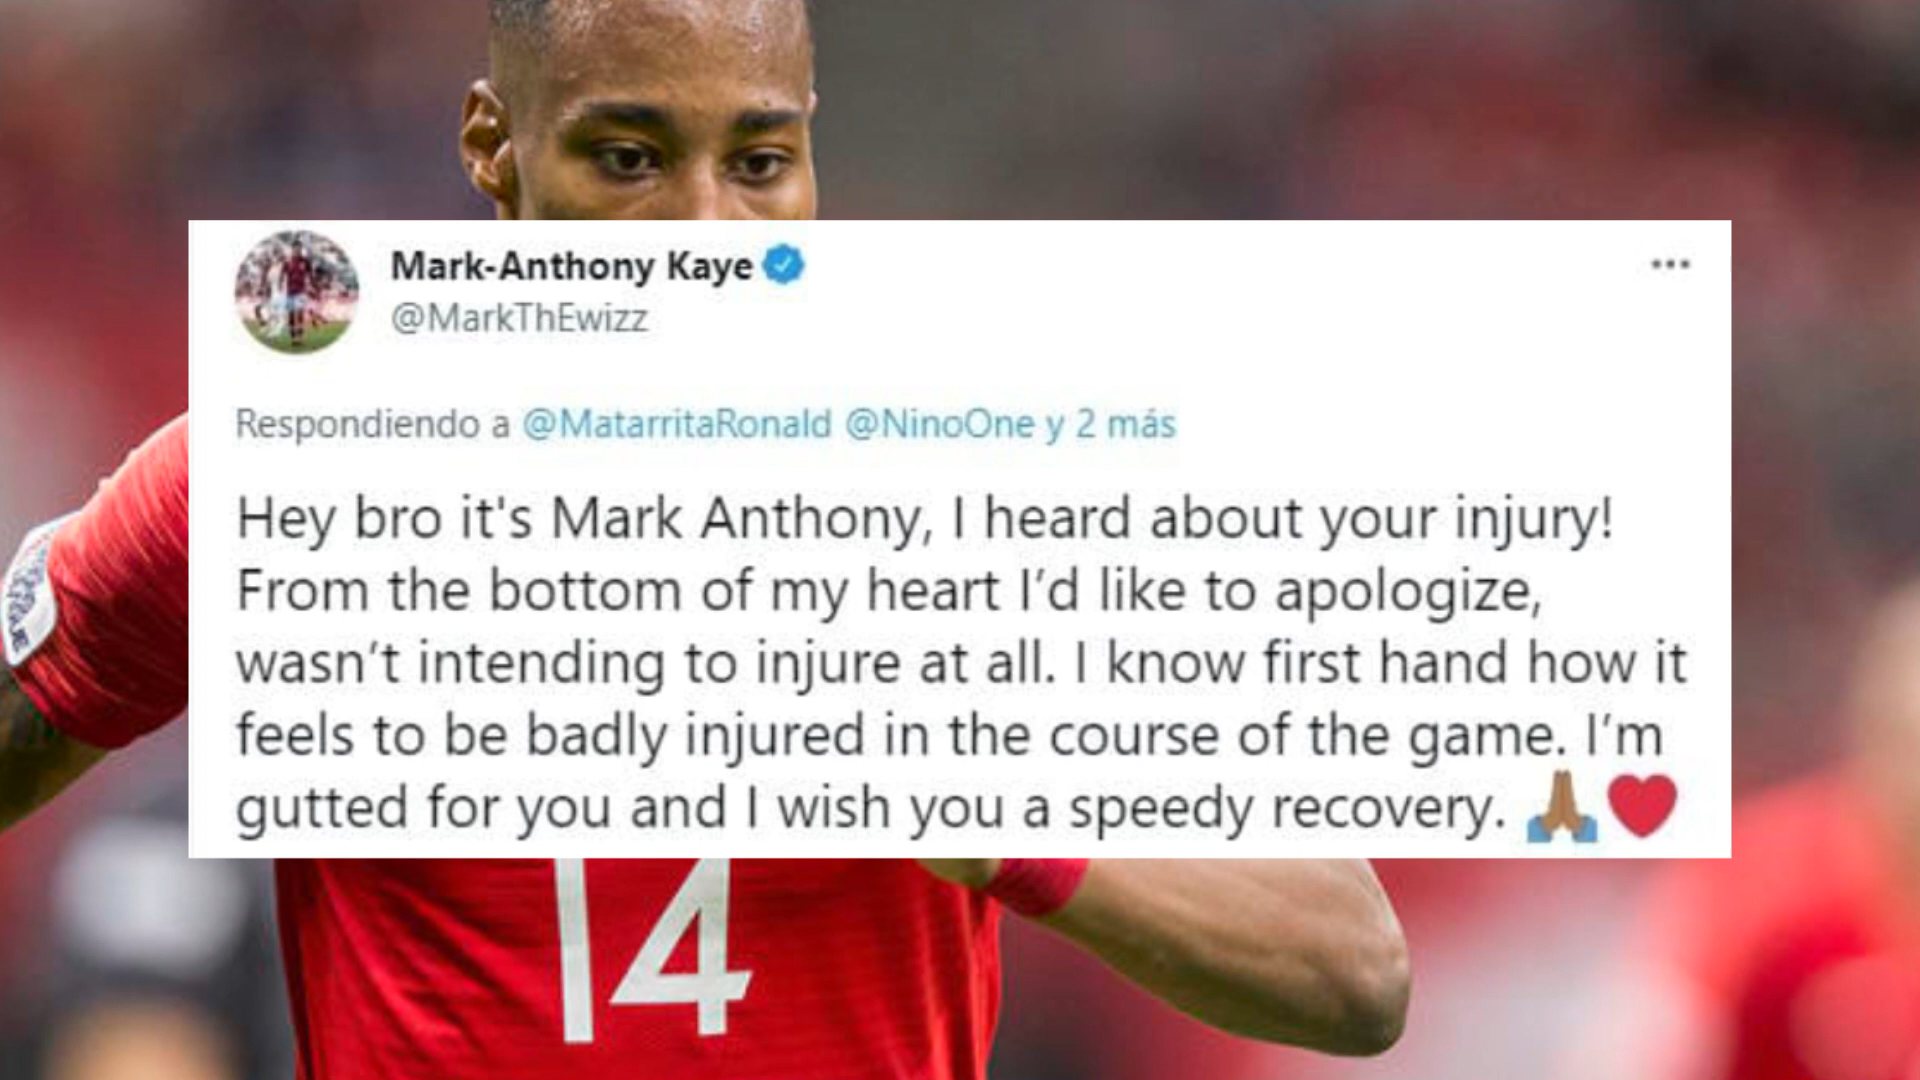 Mark-Anthony Kaye
@MarkThEwizz
Respondiendo a @MatarritaRonald @NinoOne y 2 más
Hey bro it's Mark Anthony, I heard about your injury!
From the bottom of my heart I’d like to apologize,
wasn’t intending to injure at all. I know first hand how it
feels to be badly injured in the course of the game. I’m
gutted for you and I wish you a speedy recovery. 🙏🏾❤️
14